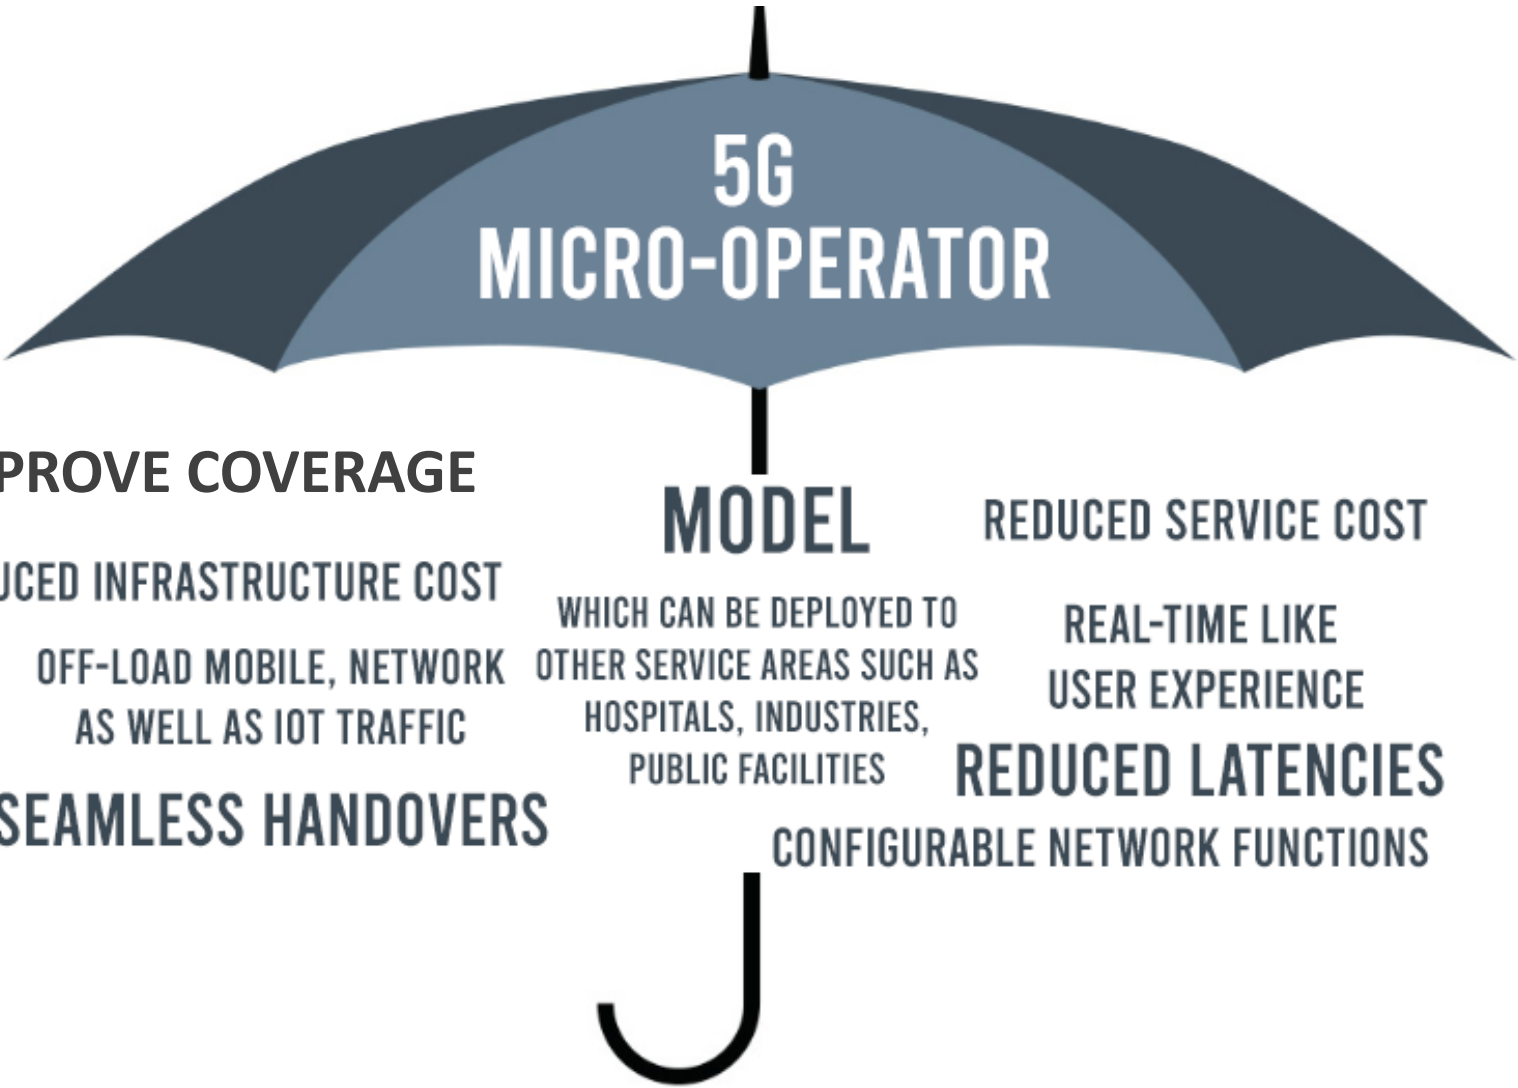 5G
MICRO-OPERATOR
PROVE COVERAGE
UCED INFRASTRUCTURE COST
OFF-LOAD MOBILE, NETWORK
AS WELL AS IOT TRAFFIC
SEAMLESS HANDOVERS
MODEL
WHICH CAN BE DEPLOYED TO
OTHER SERVICE AREAS SUCH AS
HOSPITALS, INDUSTRIES,
PUBLIC FACILITIES
REDUCED SERVICE COST
REAL-TIME LIKE
USER EXPERIENCE
REDUCED LATENCIES
CONFIGURABLE NETWORK FUNCTIONS